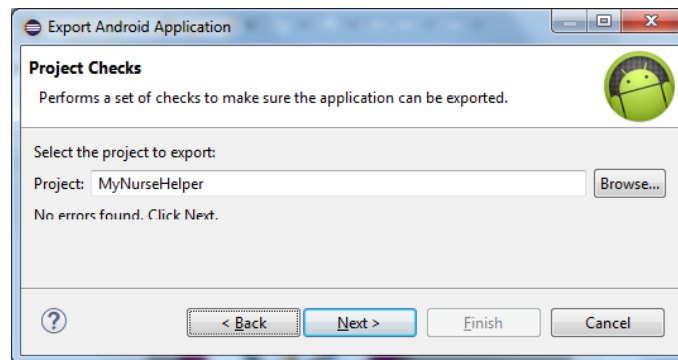 Export Android Application
Project Checks
Performs a set of checks to make sure the application can be exported.
Select the project to export:
Project: MyNurseHelper Browse...
No errors found. Click Next.
? < Back Next > Finish Cancel